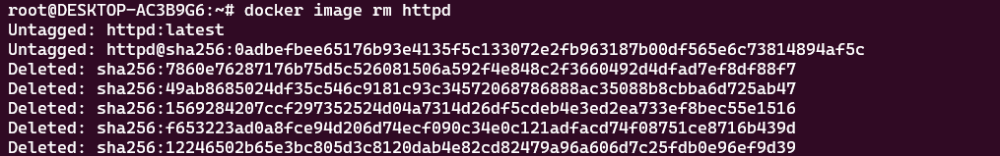 root@DESKTOP-AC3B9G6:~# docker image rm httpd
Untagged: httpd:latest
Untagged: httpd@sha256:0adbefbee65176b93e4135f5c133072e2fb963187b00df565e6c73814894af5c
Deleted: sha256:7860e76287176b75d5c526081506a592f4e848c2f3660492d4dfad7ef8df88f7
Deleted: sha256:49ab8685024df35c546c9181c93c34572068786888ac35088b8cbba6d725ab47
Deleted: sha256:1569284207ccf297352524d04a7314d26df5cdeb4e3ed2ea733ef8bec55e1516
Deleted: sha256:f653223ad0a8fce94d206d74ecf090c34e0c121adfacd74f08751ce8716b439d
Deleted: sha256:12246502b65e3bc805d3c8120dab4e82cd82479a96a606d7c25fdb0e96ef9d39